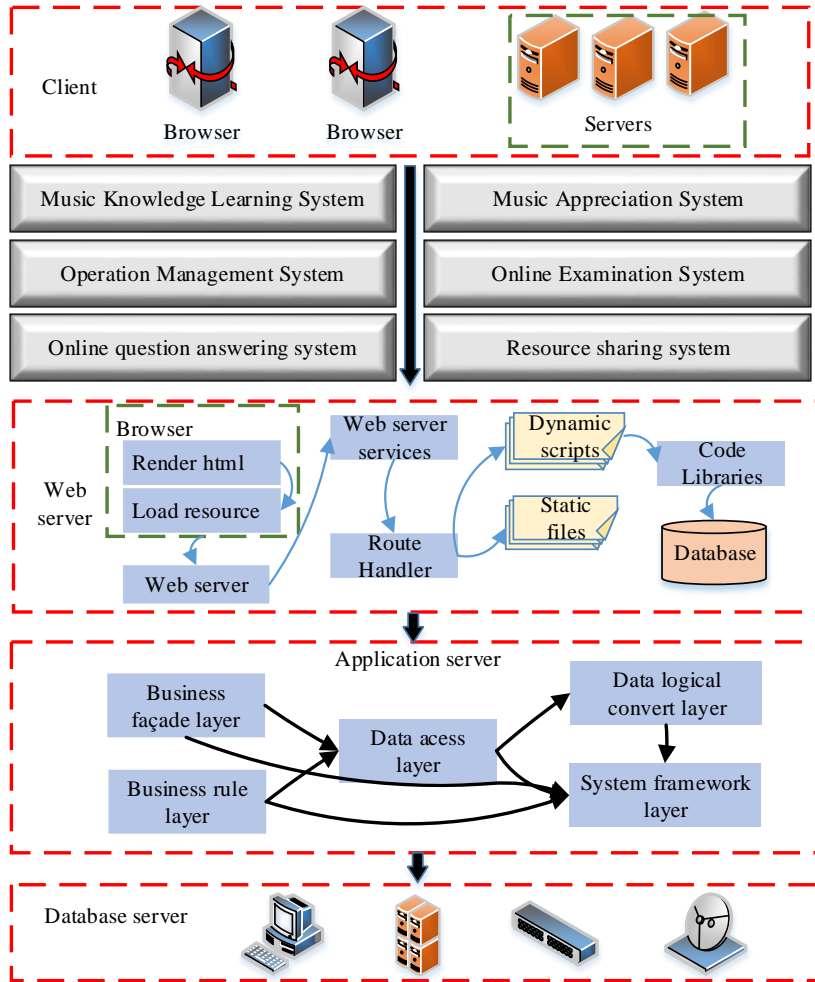 Client
Browser
Browser
Servers
Music Knowledge Learning System
Music Appreciation System
Operation Management System
Online Examination System
Online question answering system
Resource sharing system
Web
server
Browser
Render html
Load resource
Web server
Web server
services
Route
Handler
Dynamic
scripts
Static
files
Code
Libraries
Database
Application server
Business
façade layer
Business rule
layer
Data acess
layer
Data logical
convert layer
System framework
layer
Database server